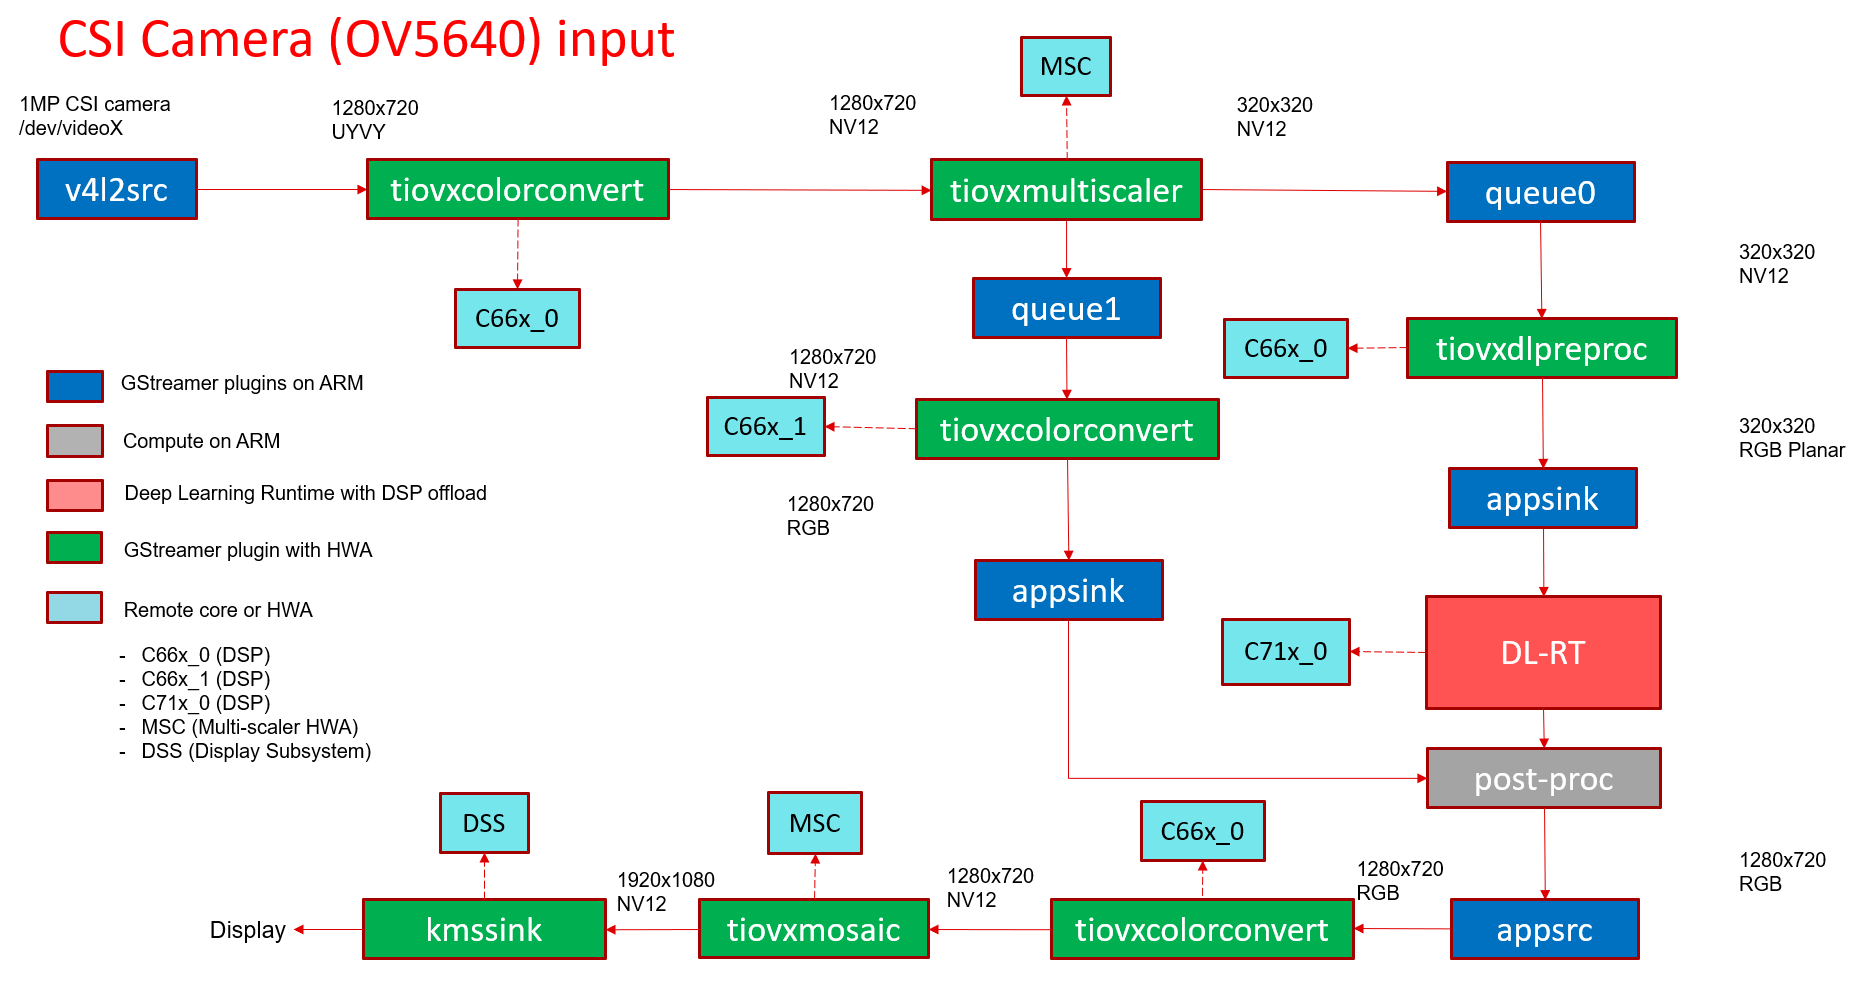 CSI Camera (OV5640) input
1MP CSI camera
/dev/videoX
1280x720
UYVY
1280x720
NV12
MSC
320x320
NV12
v4l2src
tiovxcolorconvert
tiovxmultiscaler
queue0
C66x_0
queue1
320x320
NV12
C66x_0
tiovxdlpreproc
1280x720
NV12
C66x_1
tiovxcolorconvert
320x320
RGB Planar
1280x720
RGB
appsink
appsink
C71x_0
DL-RT
post-proc
GStreamer plugins on ARM
Compute on ARM
Deep Learning Runtime with DSP offload
GStreamer plugin with HWA
Remote core or HWA
- C66x_0 (DSP)
- C66x_1 (DSP)
- C71x_0 (DSP)
- MSC (Multi-scaler HWA)
- DSS (Display Subsystem)
DSS
MSC
C66x_0
1920x1080
NV12
1280x720
NV12
1280x720
RGB
1280x720
RGB
Display
kmssink
tiovxmosaic
tiovxcolorconvert
appsrc